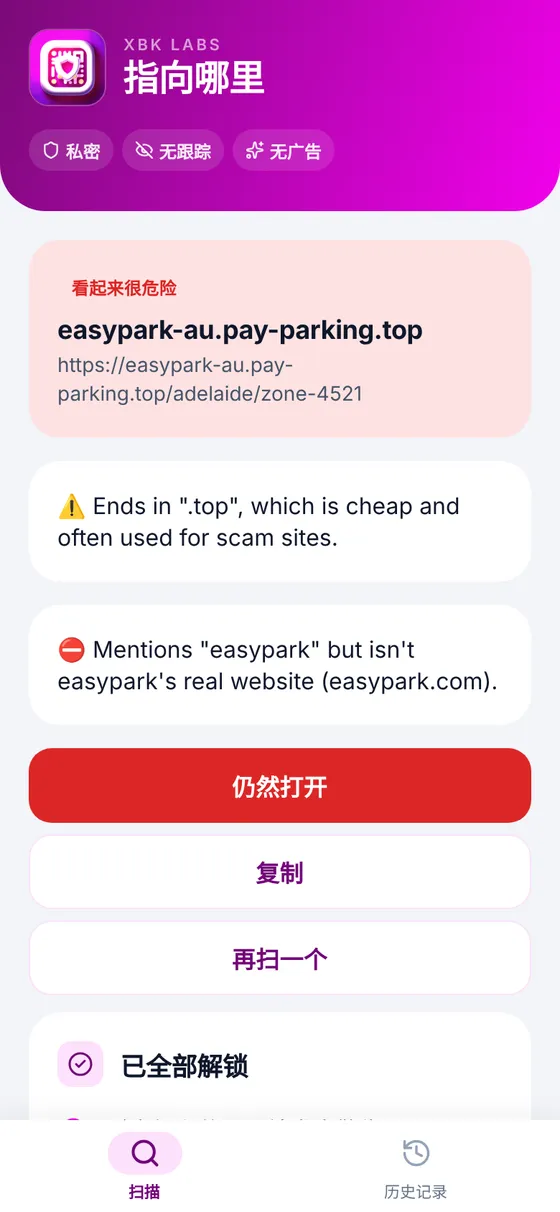 XBK LABS
指向哪里
私密
无跟踪
无广告
看起来很危险
easypark-au.pay-parking.top
https://easypark-au.pay-
parking.top/adelaide/zone-4521
⚠️ Ends in ".top", which is cheap and
often used for scam sites.
⛔ Mentions "easypark" but isn't
easypark's real website (easypark.com).
仍然打开
复制
再扫一个
已全部解锁
扫描
历史记录